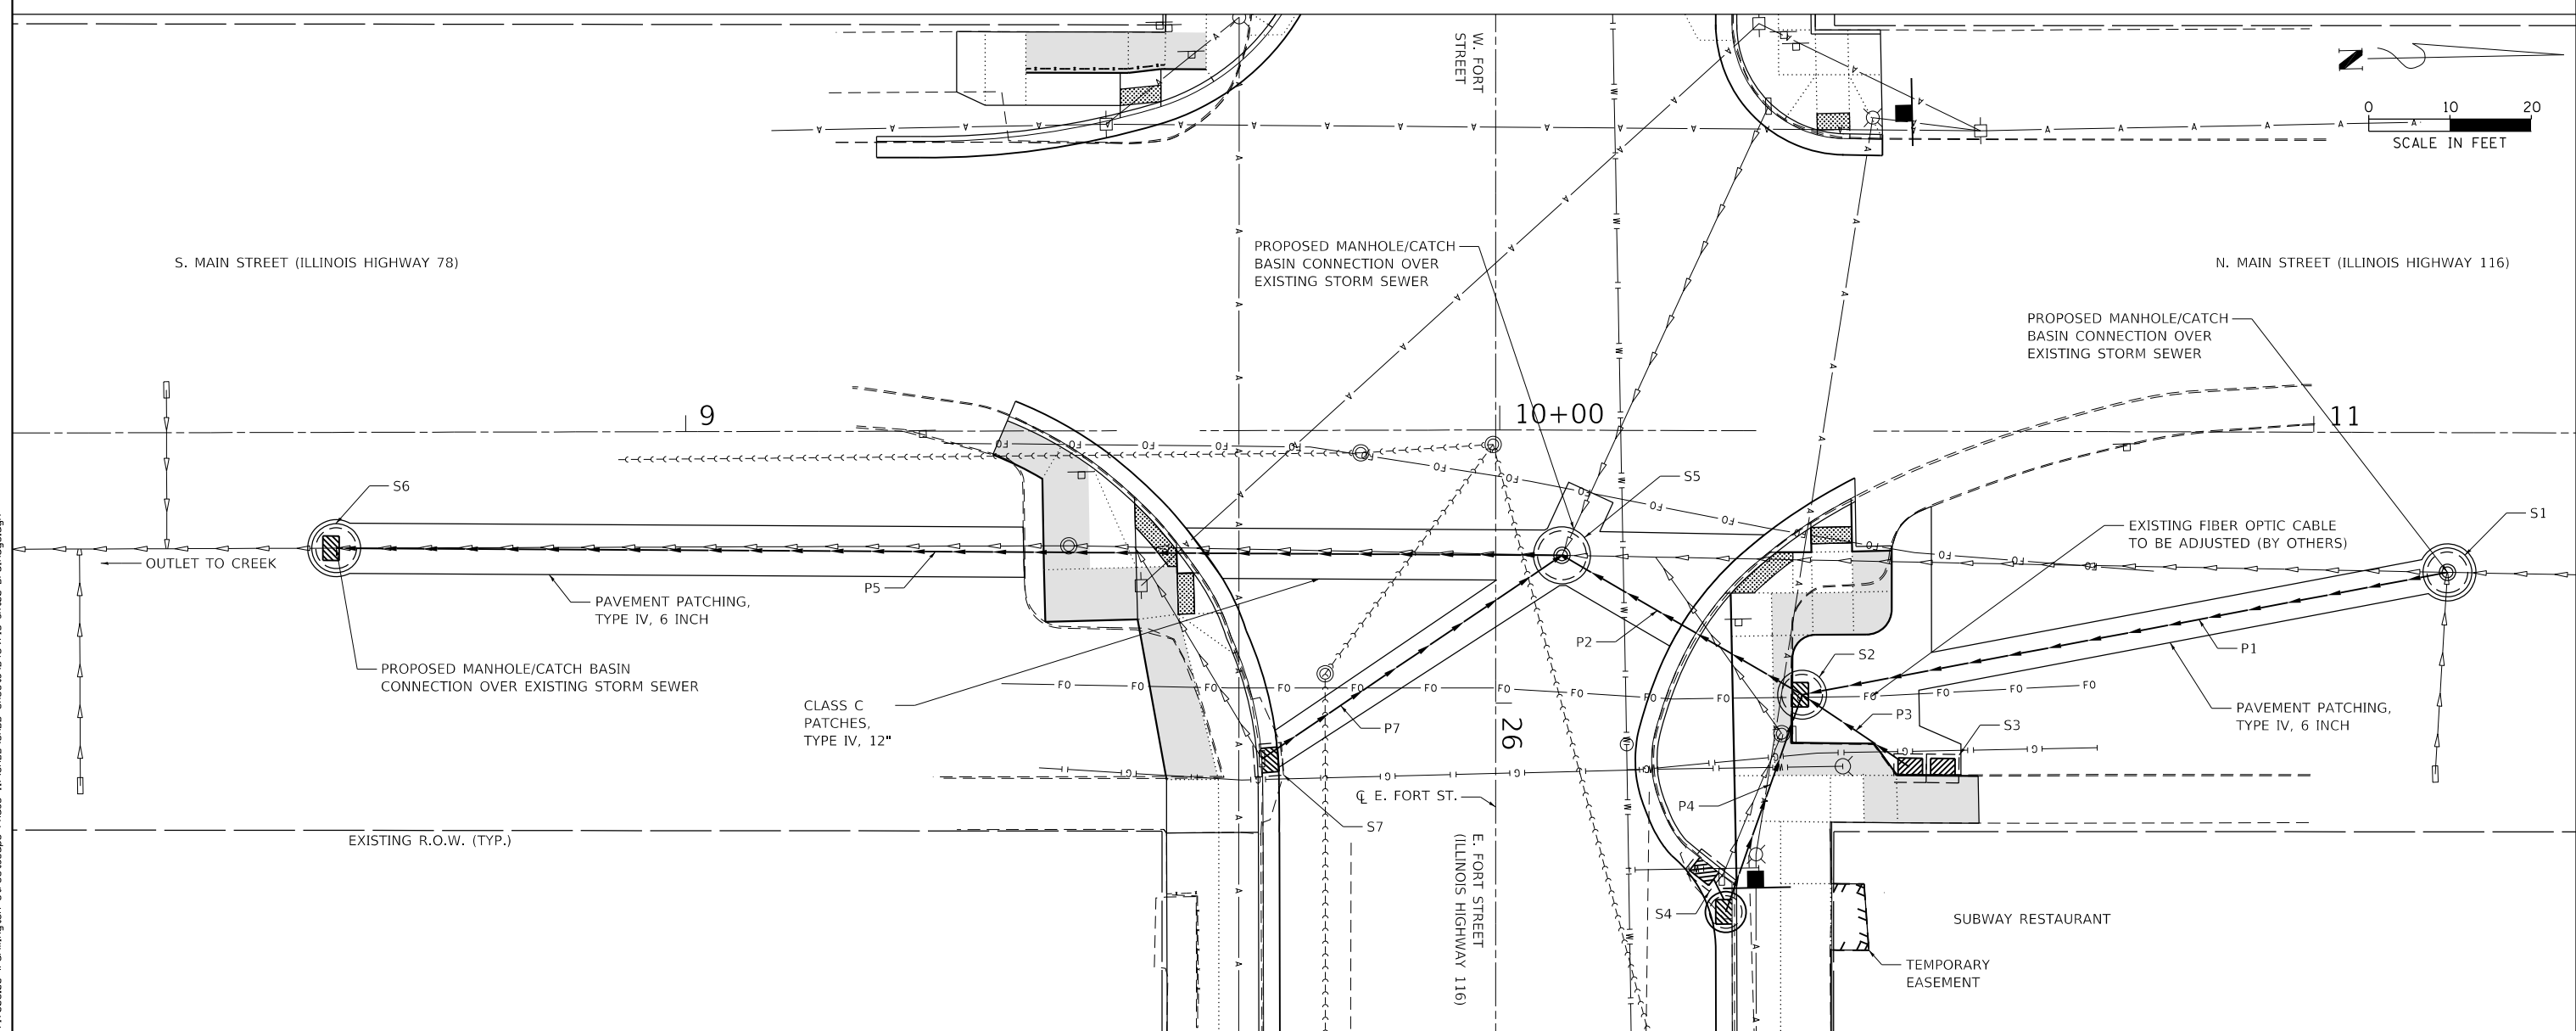 W. FORT
STREET
N
0 10 20
SCALE IN FEET
S. MAIN STREET (ILLINOIS HIGHWAY 78)
PROPOSED MANHOLE/CATCH
BASIN CONNECTION OVER
EXISTING STORM SEWER
N. MAIN STREET (ILLINOIS HIGHWAY 116)
PROPOSED MANHOLE/CATCH
BASIN CONNECTION OVER
EXISTING STORM SEWER
9
10+00
11
S6
S5
S1
EXISTING FIBER OPTIC CABLE
TO BE ADJUSTED (BY OTHERS)
OUTLET TO CREEK
P5
PAVEMENT PATCHING,
TYPE IV, 6 INCH
P2
S2
P1
PROPOSED MANHOLE/CATCH BASIN
CONNECTION OVER EXISTING STORM SEWER
CLASS C
PATCHES,
TYPE IV, 12"
P7
26
P3
S3
PAVEMENT PATCHING,
TYPE IV, 6 INCH
℄ E. FORT ST.
P4
S7
EXISTING R.O.W. (TYP.)
E. FORT STREET
(ILLINOIS HIGHWAY 116)
S4
SUBWAY RESTAURANT
TEMPORARY
EASEMENT